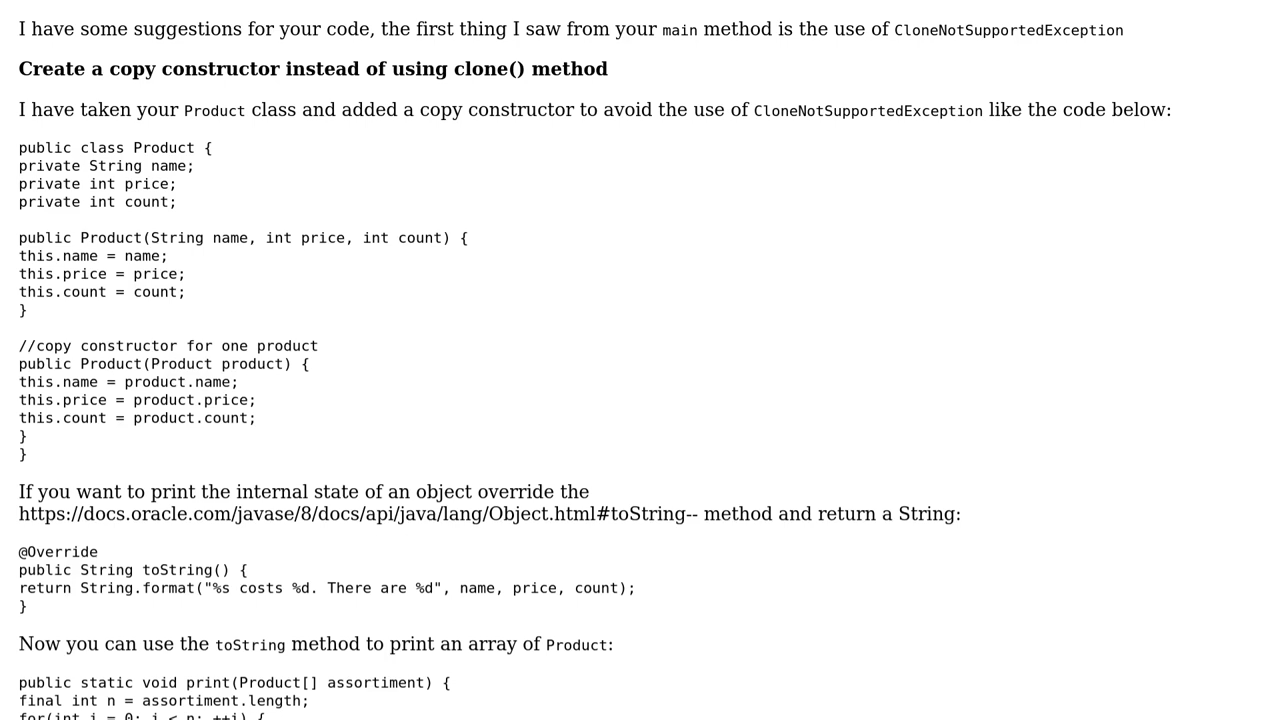 I have some suggestions for your code, the first thing I saw from your main method is the use of CloneNotSupportedException
Create a copy constructor instead of using clone() method
I have taken your Product class and added a copy constructor to avoid the use of CloneNotSupportedException like the code below:
public class Product {
private String name;
private int price;
private int count;
public Product(String name, int price, int count) {
this.name = name;
this.price = price;
this.count = count;
}
//copy constructor for one product
public Product(Product product) {
this.name = product.name;
this.price = product.price;
this.count = product.count;
}
}
If you want to print the internal state of an object override the
https://docs.oracle.com/javase/8/docs/api/java/lang/Object.html#toString-- method and return a String:
@Override
public String toString() {
return String.format("%s costs %d. There are %d", name, price, count);
}
Now you can use the toString method to print an array of Product:
public static void print(Product[] assortiment) {
final int n = assortiment.length;
for(int i = 0; i < n; ++i) {